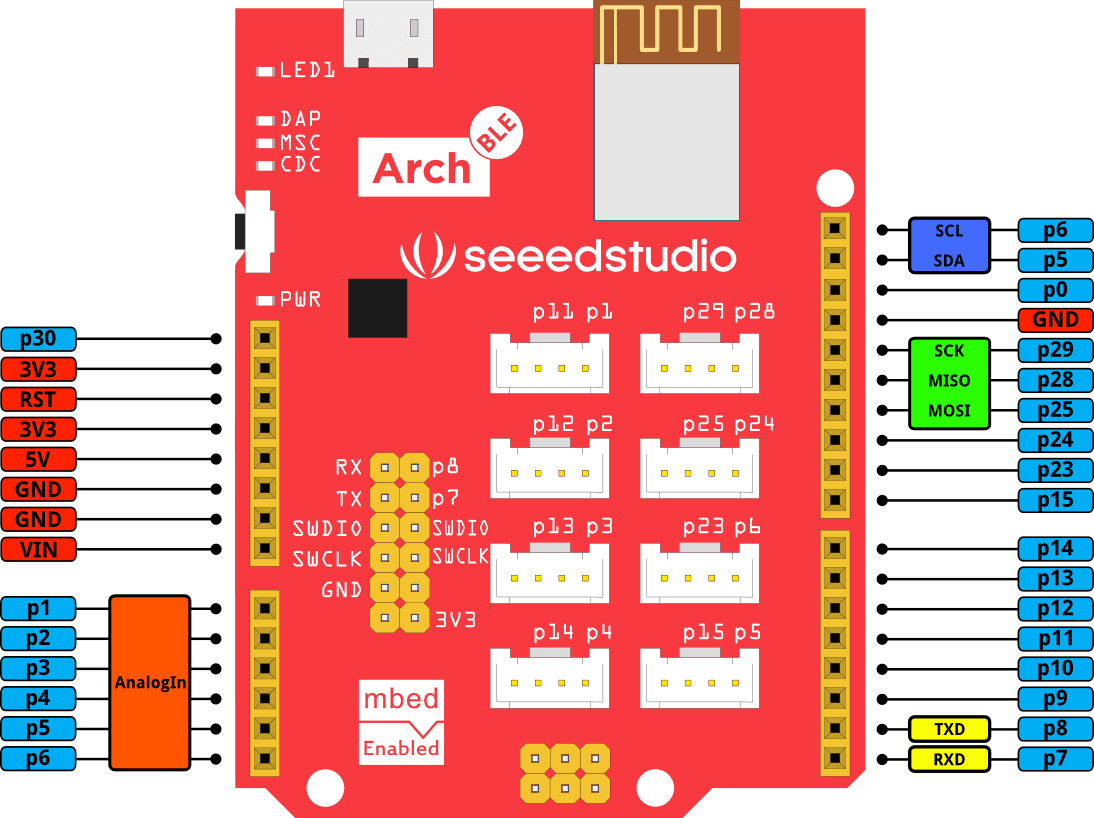 LED1
DAP
MSC
CDC
BLE
Arch
seeedstudio
PWR
p30
3V3
RST
3V3
5V
GND
GND
VIN
p1
p2
p3
p4
p5
p6
AnalogIn
RX p8
TX p7
SWDIO SWDIO
SWCLK SWCLK
GND
3V3
mbed
Enabled
p11 p1 p29 p28
p12 p2 p25 p24
p13 p3 p23 p6
p14 p4 p15 p5
SCL p6
SDA p5
p0
GND
SCK p29
MISO p28
MOSI p25
p24
p23
p15
p14
p13
p12
p11
p10
p9
TXD p8
RXD p7